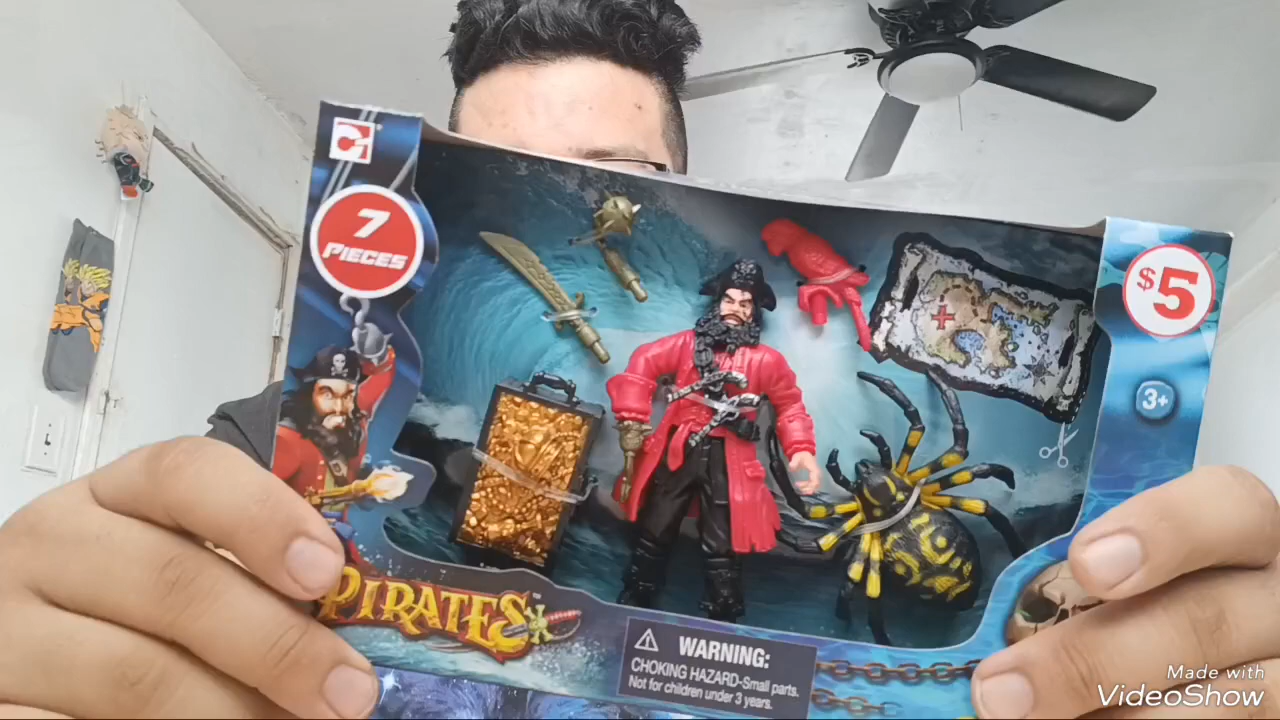 7
PIECES
$5
3+
PIRATES
WARNING:
CHOKING HAZARD-Small parts.
Not for children under 3 years.
Made with
VideoShow